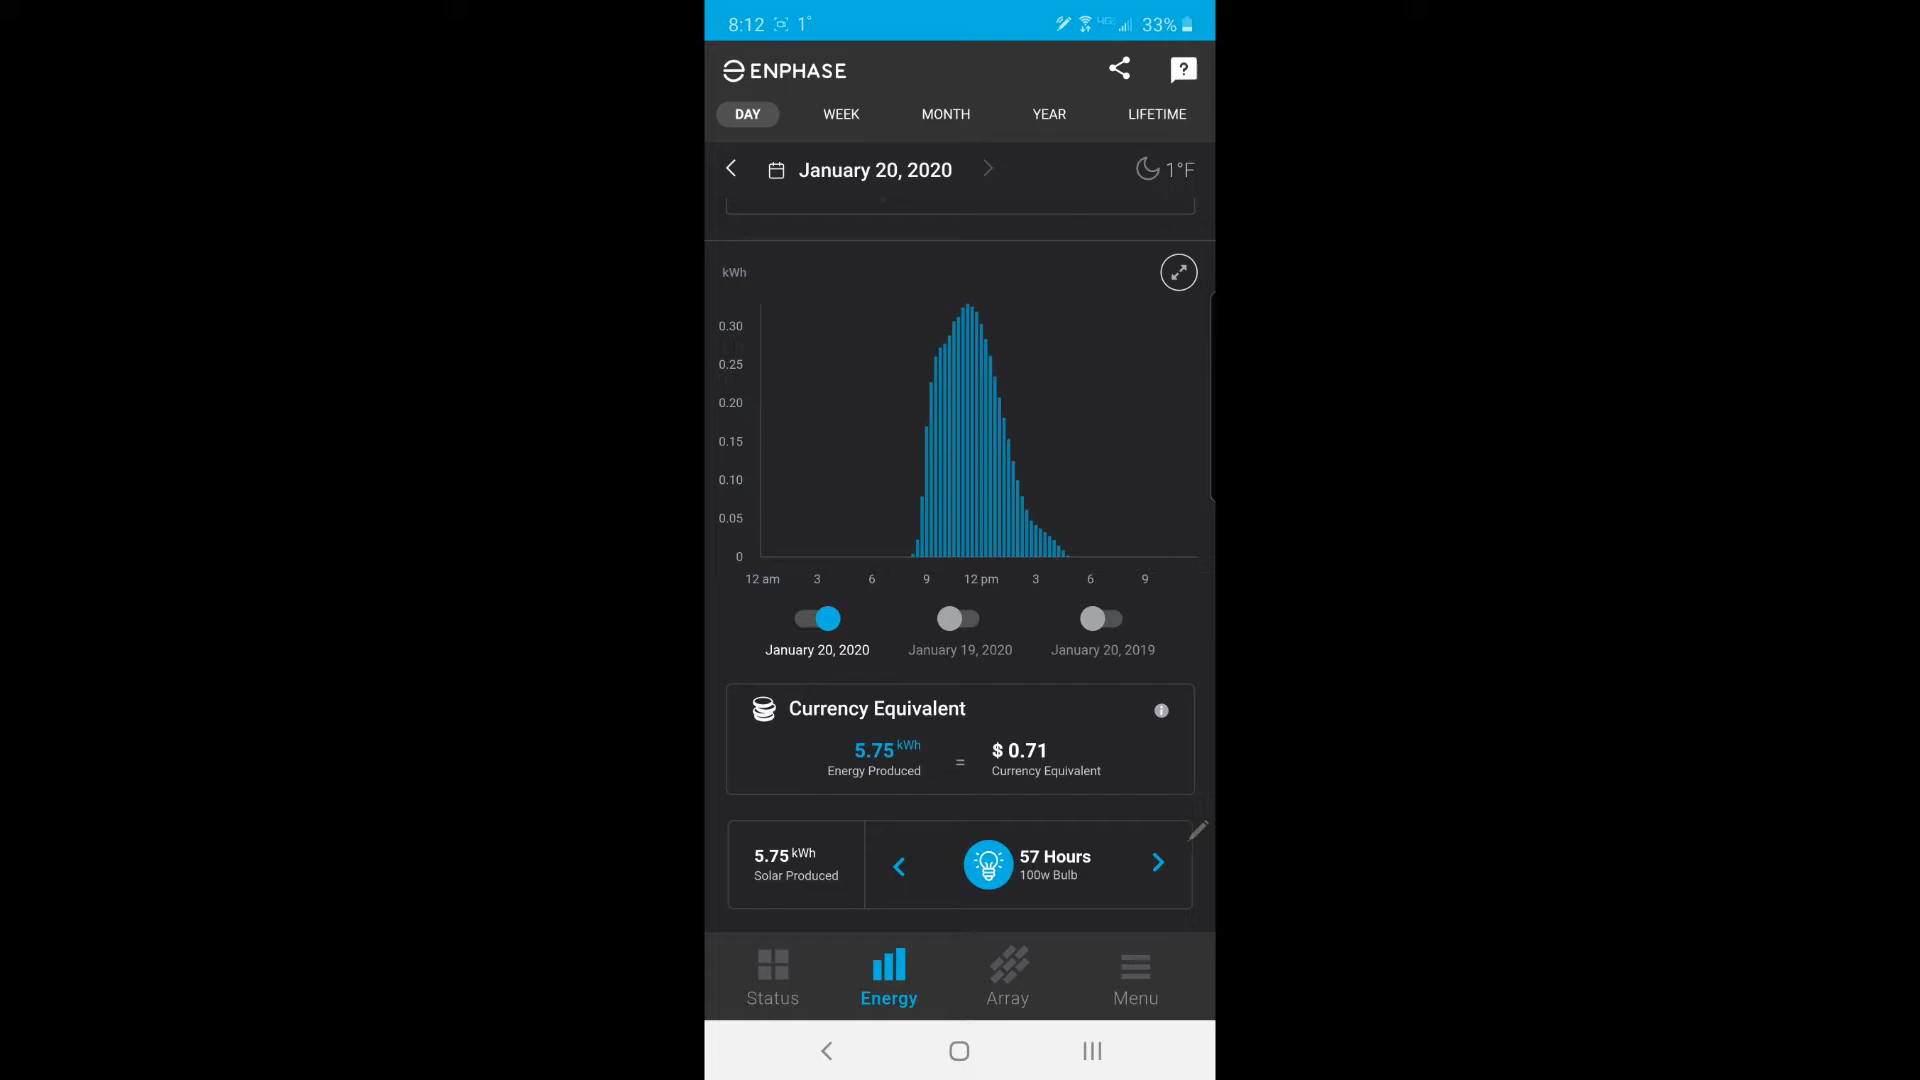 8:12 1° 4G 33%
ENPHASE ?
DAY WEEK MONTH YEAR LIFETIME
January 20, 2020 1°F
kWh
0.30
0.25
0.20
0.15
0.10
0.05
0
12 am 3 6 9 12 pm 3 6 9
January 20, 2020 January 19, 2020 January 20, 2019
Currency Equivalent i
5.75 kWh = $ 0.71
Energy Produced Currency Equivalent
5.75 kWh 57 Hours
Solar Produced 100w Bulb
Status Energy Array Menu